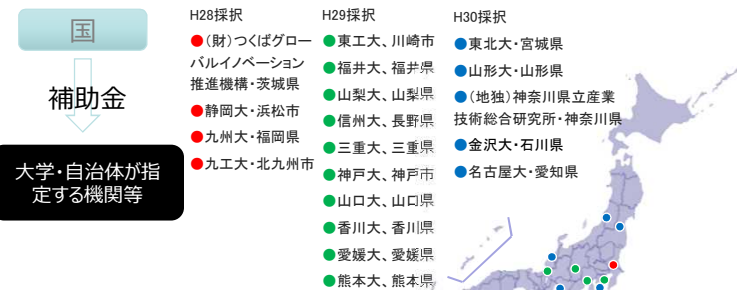 国
補助金
大学・自治体が指
定する機関等
H28採択
●(財)つくばグロー
バルイノベーション
推進機構・茨城県
●静岡大・浜松市
●九州大・福岡県
●九工大・北九州市
H29採択
●東工大、川崎市
●福井大、福井県
●山梨大、山梨県
●信州大、長野県
●三重大、三重県
●神戸大、神戸市
●山口大、山口県
●香川大、香川県
●愛媛大、愛媛県
●熊本大、熊本県
H30採択
●東北大・宮城県
●山形大・山形県
●(地独)神奈川県立産業
技術総合研究所・神奈川県
●金沢大・石川県
●名古屋大・愛知県